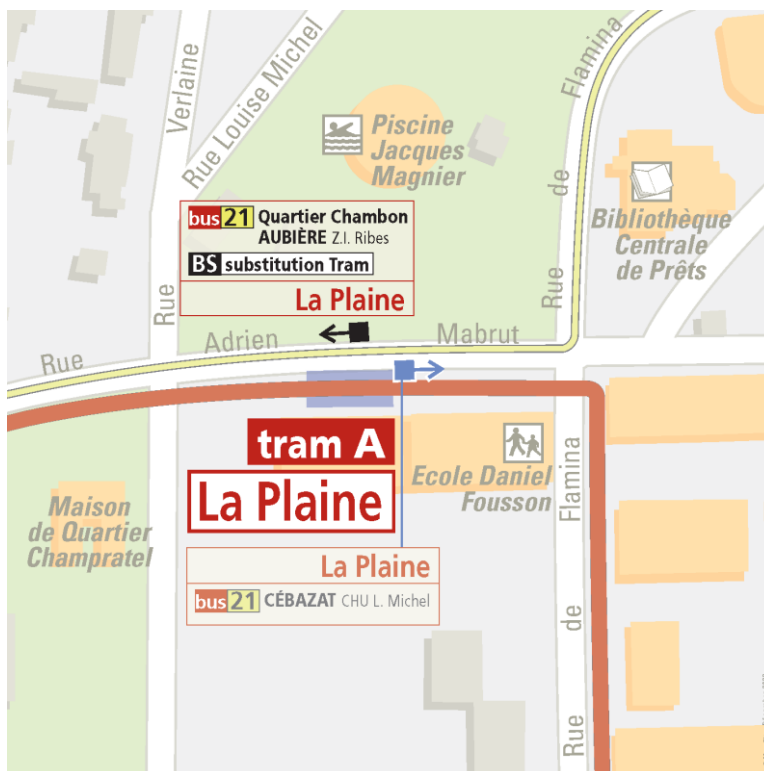 Verlaine
Rue Louise Michel
Flamina
Piscine
Jacques
Magnier
de
Bibliothèque
Centrale
de Prêts
bus 21 Quartier Chambon
AUBIÈRE Z.I. Ribes
BS substitution Tram
La Plaine
Rue
Rue
Rue
Adrien
Mabrut
tram A
La Plaine
Ecole Daniel
Fousson
Flamina
Maison
de Quartier
Champratel
La Plaine
bus 21 CÉBAZAT CHU L. Michel
de
Rue